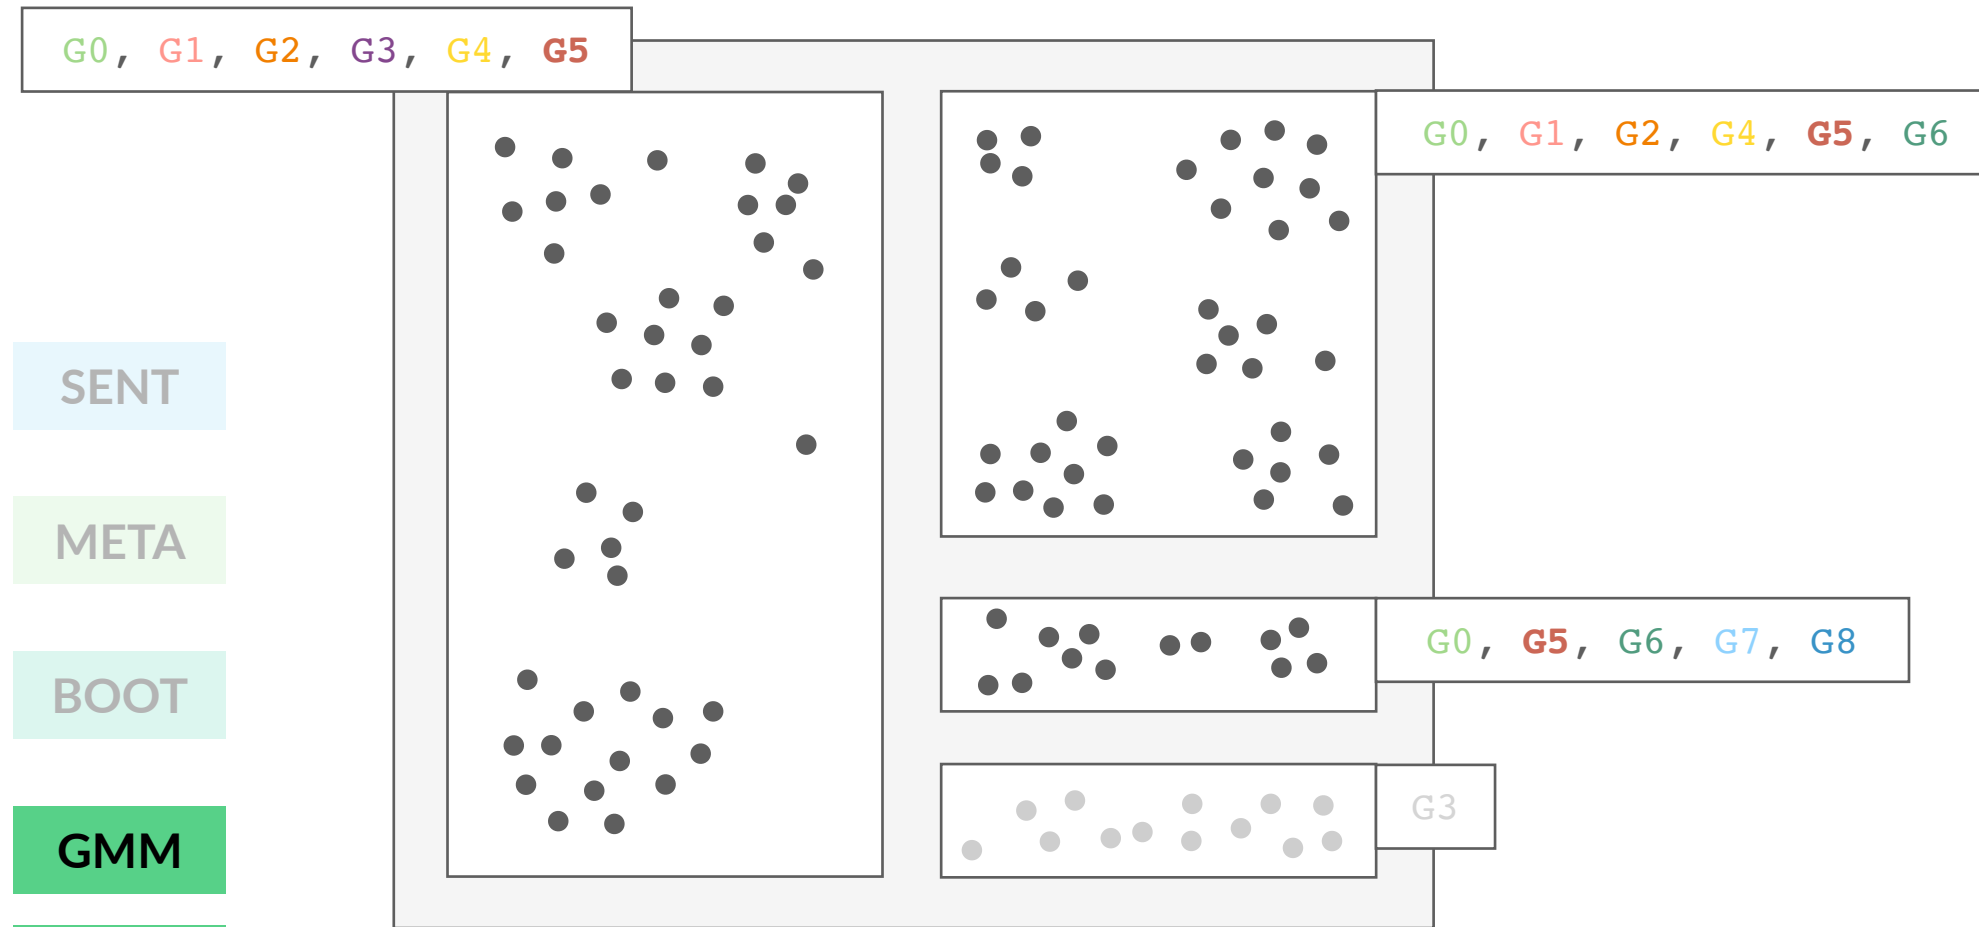 G0, G1, G2, G3, G4, G5
G0, G1, G2, G4, G5, G6
SENT
META
BOOT
G0, G5, G6, G7, G8
GMM
G3